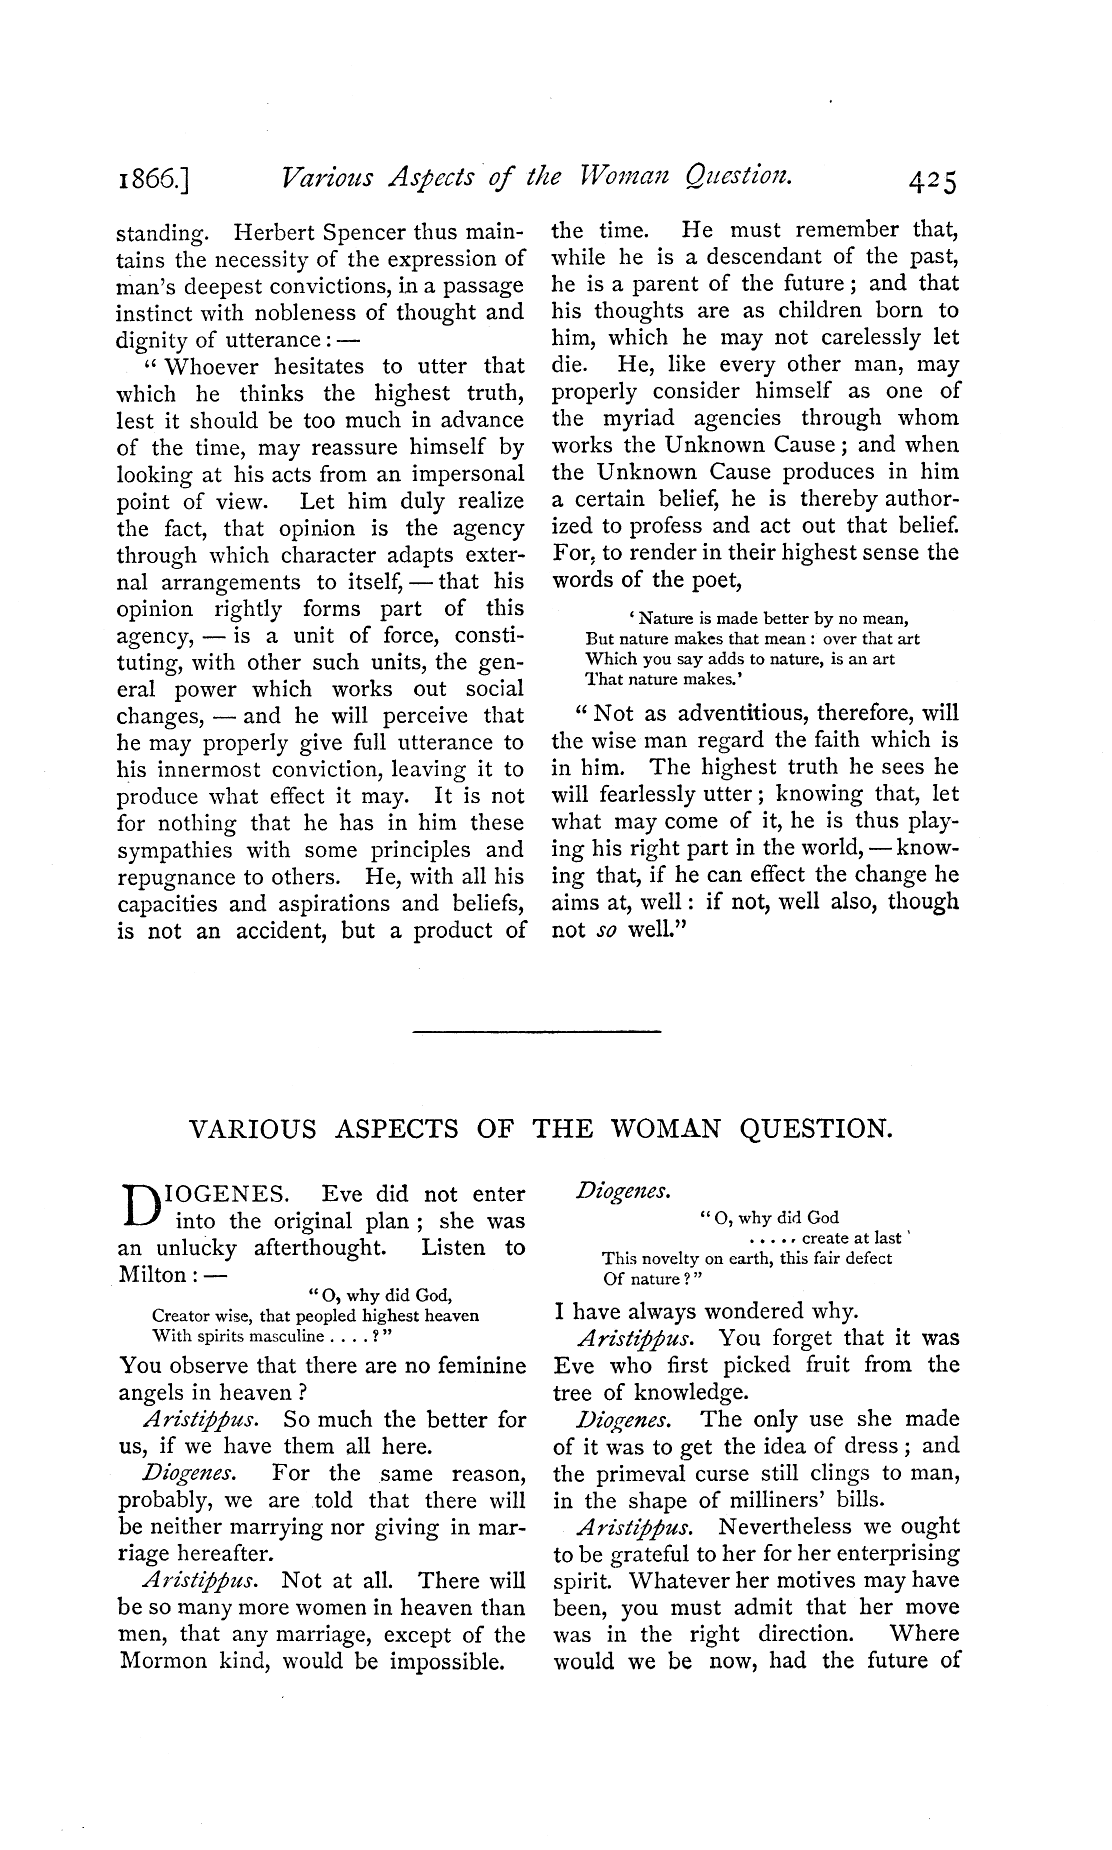 1866.] Various Aspects of the Woman Question. 425
standing. Herbert Spencer thus main-
tains the necessity of the expression of
man's deepest convictions, in a passage
instinct with nobleness of thought and
dignity of utterance : —
“ Whoever hesitates to utter that
which he thinks the highest truth,
lest it should be too much in advance
of the time, may reassure himself by
looking at his acts from an impersonal
point of view. Let him duly realize
the fact, that opinion is the agency
through which character adapts exter-
nal arrangements to itself, — that his
opinion rightly forms part of this
agency, — is a unit of force, consti-
tuting, with other such units, the gen-
eral power which works out social
changes, — and he will perceive that
he may properly give full utterance to
his innermost conviction, leaving it to
produce what effect it may. It is not
for nothing that he has in him these
sympathies with some principles and
repugnance to others. He, with all his
capacities and aspirations and beliefs,
is not an accident, but a product of
the time. He must remember that,
while he is a descendant of the past,
he is a parent of the future ; and that
his thoughts are as children born to
him, which he may not carelessly let
die. He, like every other man, may
properly consider himself as one of
the myriad agencies through whom
works the Unknown Cause ; and when
the Unknown Cause produces in him
a certain belief, he is thereby author-
ized to profess and act out that belief.
For, to render in their highest sense the
words of the poet,
‘ Nature is made better by no mean,
But nature makes that mean : over that art
Which you say adds to nature, is an art
That nature makes.’
“ Not as adventitious, therefore, will
the wise man regard the faith which is
in him. The highest truth he sees he
will fearlessly utter ; knowing that, let
what may come of it, he is thus play-
ing his right part in the world, — know-
ing that, if he can effect the change he
aims at, well : if not, well also, though
not so well.”
VARIOUS ASPECTS OF THE WOMAN QUESTION.
DIOGENES. Eve did not enter
into the original plan ; she was
an unlucky afterthought. Listen to
Milton : —
“ O, why did God,
Creator wise, that peopled highest heaven
With spirits masculine . . . . ? ”
You observe that there are no feminine
angels in heaven ?
Aristippus. So much the better for
us, if we have them all here.
Diogenes. For the same reason,
probably, we are told that there will
be neither marrying nor giving in mar-
riage hereafter.
Aristippus. Not at all. There will
be so many more women in heaven than
men, that any marriage, except of the
Mormon kind, would be impossible.
Diogenes.
“ O, why did God
. . . . . create at last '
This novelty on earth, this fair defect
Of nature ? ”
I have always wondered why.
Aristippus. You forget that it was
Eve who first picked fruit from the
tree of knowledge.
Diogenes. The only use she made
of it was to get the idea of dress ; and
the primeval curse still clings to man,
in the shape of milliners' bills.
Aristippus. Nevertheless we ought
to be grateful to her for her enterprising
spirit. Whatever her motives may have
been, you must admit that her move
was in the right direction. Where
would we be now, had the future of